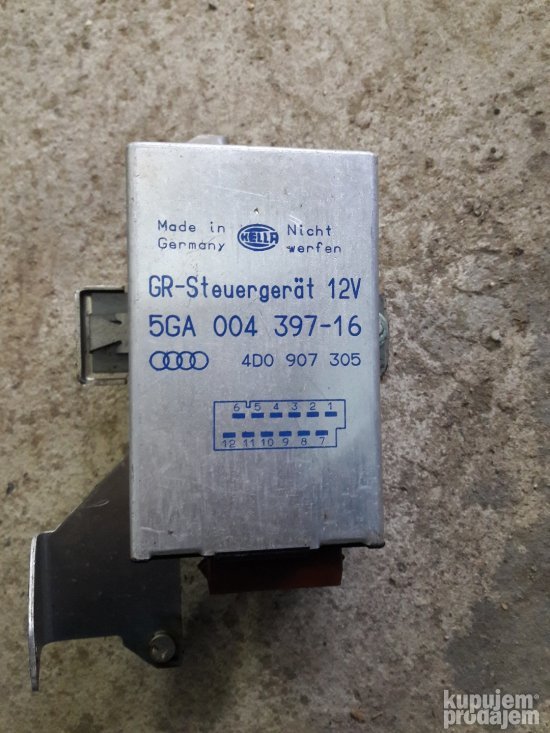 Made in
Germany
HELLA
Nicht
werfen
GR-Steuergerät 12V
5GA 004 397-16
4D0 907 305
6 5 4 3 2 1
12 11 10 9 8 7
kupujem
prodajem